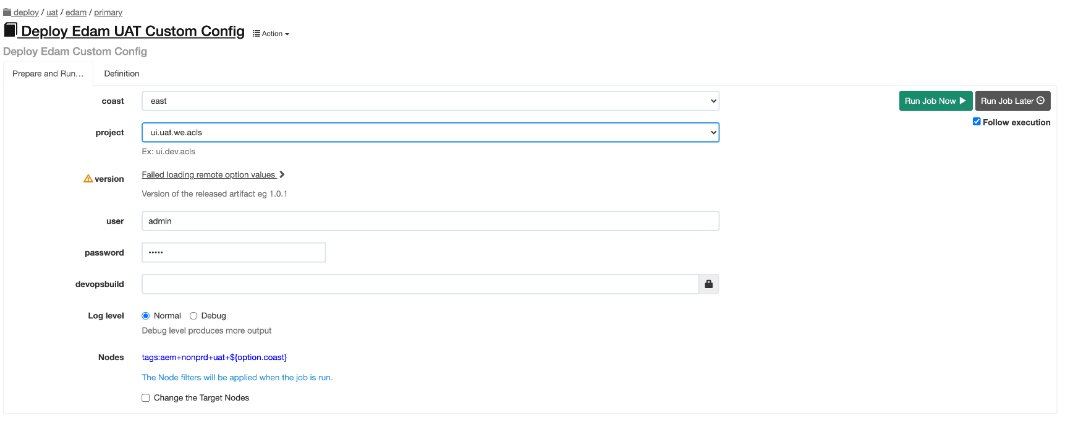 deploy / uat / edam / primary
Deploy Edam UAT Custom Config Action
Deploy Edam Custom Config
Prepare and Run… Definition
coast east
Run Job Now Run Job Later
project ui.uat.we.acls
Follow execution
Ex: ui.dev.acls
version Failed loading remote option values
Version of the released artifact eg 1.0.1
user admin
password •••••
devopsbuild
Log level Normal Debug
Debug level produces more output
Nodes tags:aem+nonprd+uat+${option.coast}
The Node filters will be applied when the job is run.
Change the Target Nodes